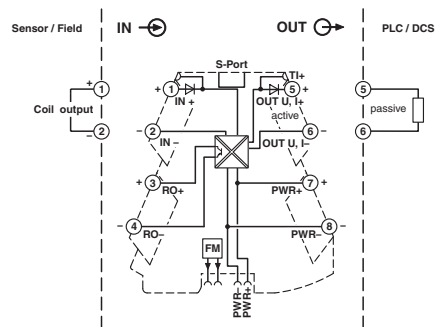 Sensor / Field IN OUT PLC / DCS
S-Port
TI+
+ 1 + 1 5 + 5
IN + OUT U, I+
Coil output active passive
– 2 – 2 6 – 6
IN – OUT U, I–
+ 3 7 +
RO+ PWR+
– 4 8 –
RO– PWR–
FM
PWR–
PWR+